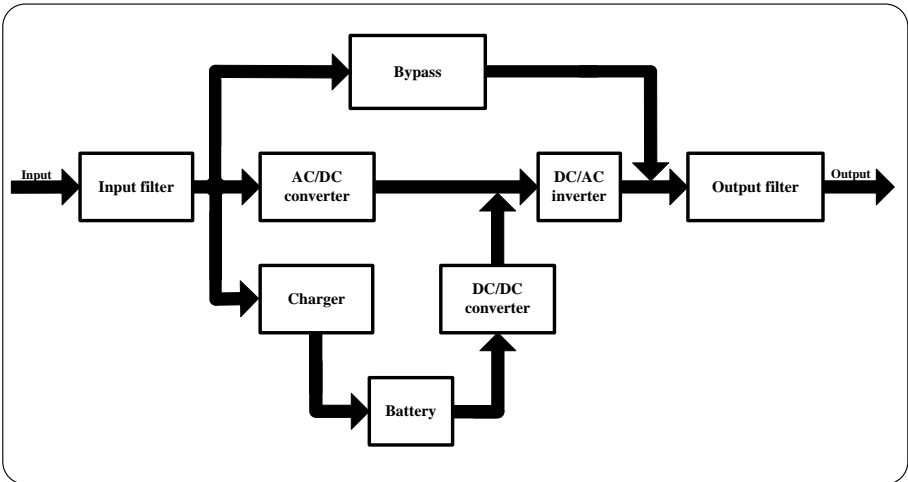 Bypass
Input
Input filter
AC/DC
converter
DC/AC
inverter
Output filter
Output
Charger
DC/DC
converter
Battery